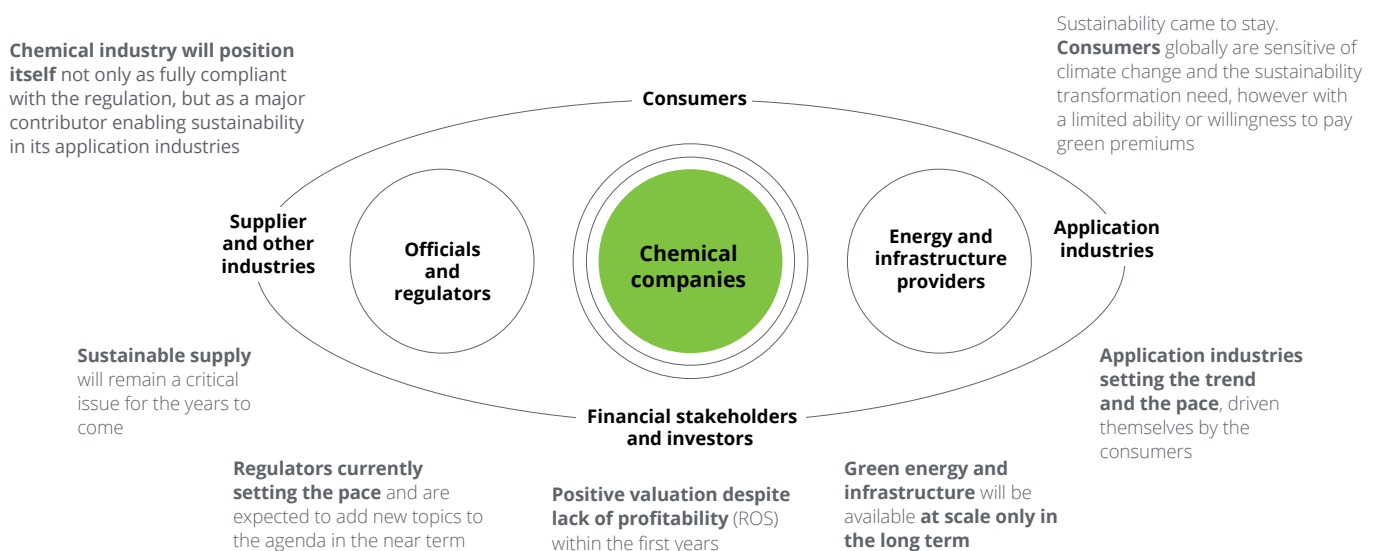 Chemical industry will position
itself not only as fully compliant
with the regulation, but as a major
contributor enabling sustainability
in its application industries
Sustainability came to stay.
Consumers globally are sensitive of
climate change and the sustainability
transformation need, however with
a limited ability or willingness to pay
green premiums
Consumers
Supplier
and other
industries
Officials
and
regulators
Chemical
companies
Energy and
infrastructure
providers
Application
industries
Sustainable supply
will remain a critical
issue for the years to
come
Financial stakeholders
and investors
Application industries
setting the trend
and the pace, driven
themselves by the
consumers
Regulators currently
setting the pace and are
expected to add new topics to
the agenda in the near term
Positive valuation despite
lack of profitability (ROS)
within the first years
Green energy and
infrastructure will be
available at scale only in
the long term